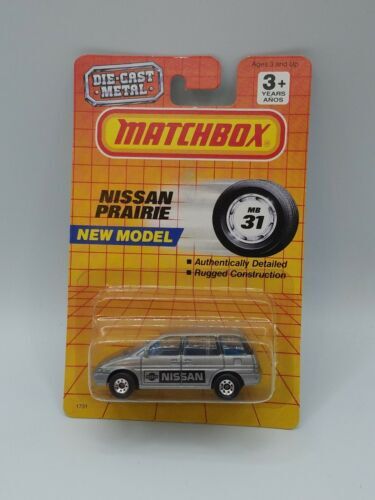 Ages 3 and Up
DIE-CAST
METAL
3+
YEARS
AÑOS
MATCHBOX
NISSAN
PRAIRIE
MB
31
NEW MODEL
Authentically Detailed
Rugged Construction
NISSAN
1791